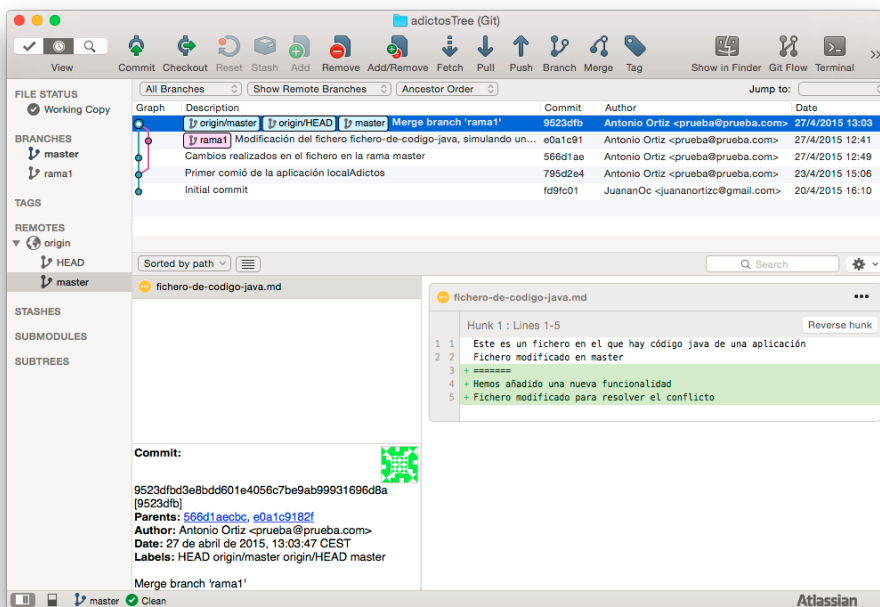 adictosTree (Git)
View Commit Checkout Reset Stash Add Remove Add/Remove Fetch Pull Push Branch Merge Tag Show in Finder Git Flow Terminal
All Branches Show Remote Branches Ancestor Order Jump to:
Graph Description Commit Author Date
origin/master origin/HEAD master Merge branch 'rama1' 9523dfb Antonio Ortiz <prueba@prueba.com> 27/4/2015 13:03
rama1 Modificación del fichero fichero-de-codigo-java, simulando un... e0a1c91 Antonio Ortiz <prueba@prueba.com> 27/4/2015 12:41
Cambios realizados en el fichero en la rama master 566d1ae Antonio Ortiz <prueba@prueba.com> 27/4/2015 12:49
Primer comió de la aplicación localAdictos 795d2e4 Antonio Ortiz <prueba@prueba.com> 23/4/2015 15:06
Initial commit fd9fc01 JuananOc <juananortizc@gmail.com> 20/4/2015 16:10
FILE STATUS
Working Copy
BRANCHES
master
rama1
TAGS
REMOTES
origin
HEAD
master
STASHES
SUBMODULES
SUBTREES
Sorted by path Search
fichero-de-codigo-java.md
fichero-de-codigo-java.md
Hunk 1 : Lines 1-5 Reverse hunk
1 1 Este es un fichero en el que hay código java de una aplicación
2 2 Fichero modificado en master
3 + =======
4 + Hemos añadido una nueva funcionalidad
5 + Fichero modificado para resolver el conflicto
Commit:
9523dfbd3e8bdd601e4056c7be9ab99931696d8a
[9523dfb]
Parents: 566d1aecbc, e0a1c9182f
Author: Antonio Ortiz <prueba@prueba.com>
Date: 27 de abril de 2015, 13:03:47 CEST
Labels: HEAD origin/master origin/HEAD master
Merge branch 'rama1'
master Clean Atlassian